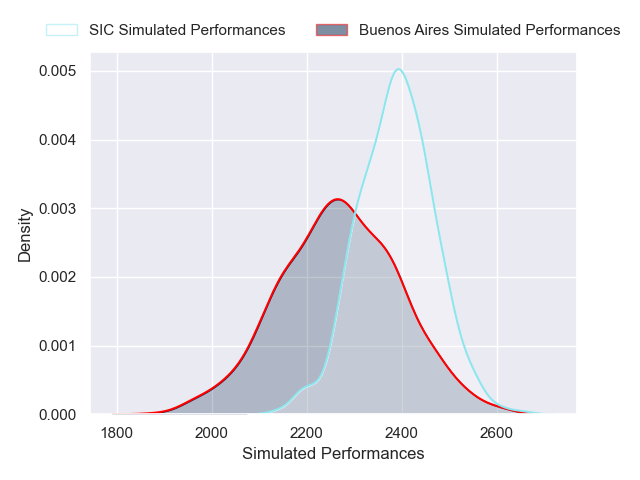 SIC Simulated Performances
Buenos Aires Simulated Performances
0.005
0.004
0.003
0.002
0.001
0.000
Density
1800 2000 2200 2400 2600
Simulated Performances